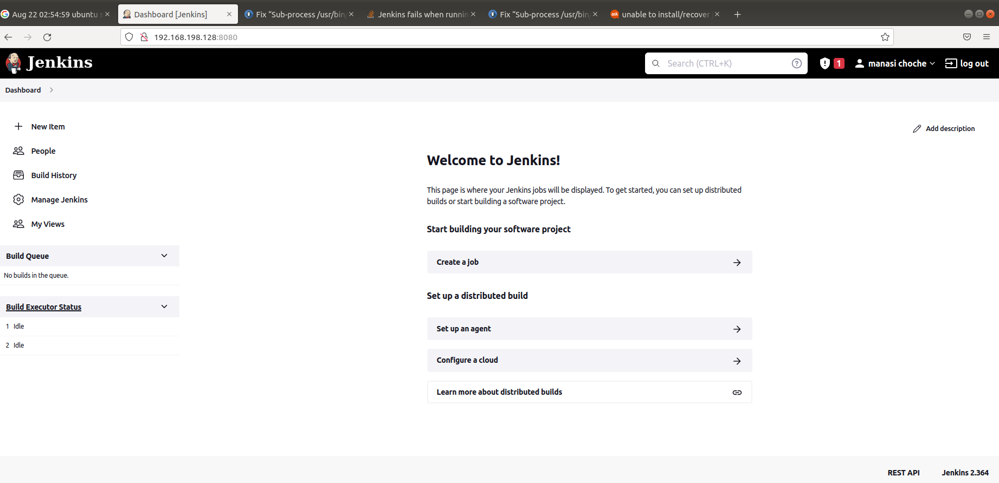 Aug 22 02:54:59 ubuntu s
Dashboard [Jenkins]
Fix “Sub-process /usr/bin/
Jenkins fails when runnin
Fix “Sub-process /usr/bin/
ask unable to install/recover j
192.168.198.128:8080
Jenkins
Search (CTRL+K)
1
manasi choche
log out
Dashboard
New Item
People
Build History
Manage Jenkins
My Views
Build Queue
No builds in the queue.
Build Executor Status
1 Idle
2 Idle
Add description
Welcome to Jenkins!
This page is where your Jenkins jobs will be displayed. To get started, you can set up distributed
builds or start building a software project.
Start building your software project
Create a job
Set up a distributed build
Set up an agent
Configure a cloud
Learn more about distributed builds
REST API
Jenkins 2.364